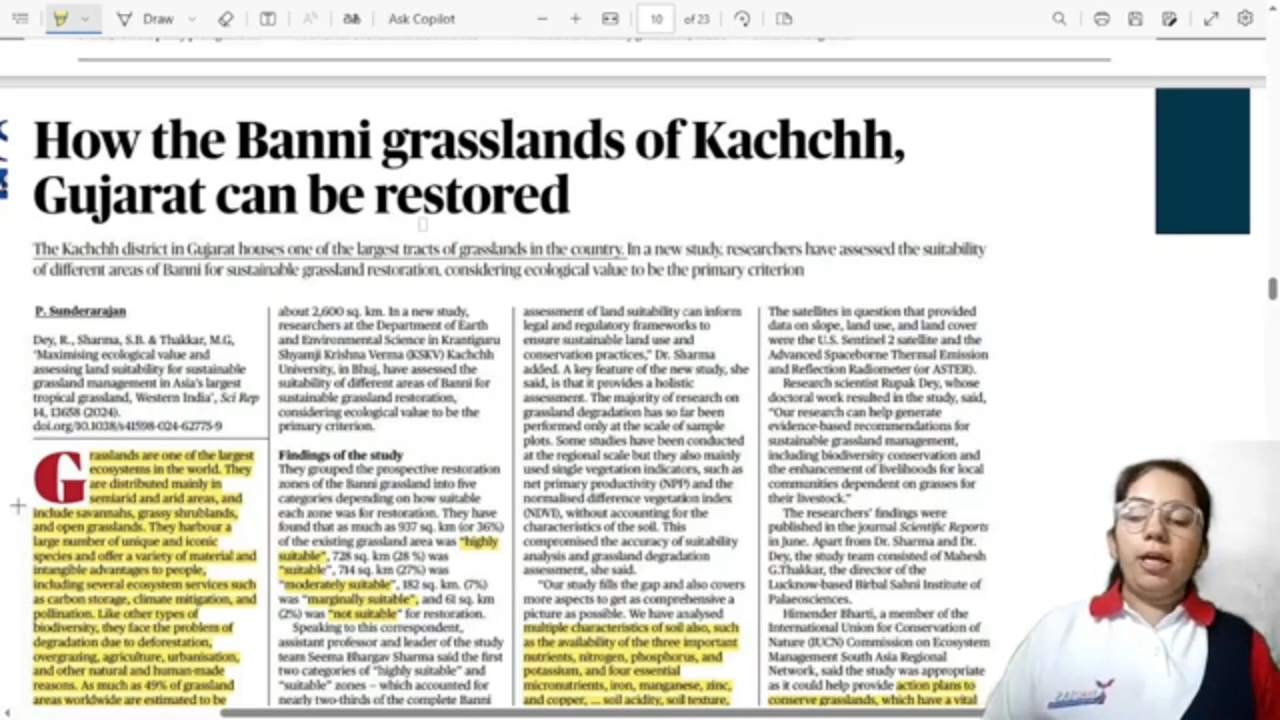 Draw
Ask Copilot
10
of 23
How the Banni grasslands of Kachchh,
Gujarat can be restored
The Kachchh district in Gujarat houses one of the largest tracts of grasslands in the country. In a new study, researchers have assessed the suitability
of different areas of Banni for sustainable grassland restoration, considering ecological value to be the primary criterion
P. Sunderarajan
Dey, R., Sharma, S.B. & Thakkar, M.G,
'Maximising ecological value and
assessing land suitability for sustainable
grassland management in Asia's largest
tropical grassland, Western India', Sci Rep
14, 13658 (2024).
doi.org/10.1038/s41598-024-62775-9
Grasslands are one of the largest
ecosystems in the world. They
are distributed mainly in
semiarid and arid areas, and
include savannahs, grassy shrublands,
and open grasslands. They harbour a
large number of unique and iconic
species and offer a variety of material and
intangible advantages to people,
including several ecosystem services such
as carbon storage, climate mitigation, and
pollination. Like other types of
biodiversity, they face the problem of
degradation due to deforestation,
overgrazing, agriculture, urbanisation,
and other natural and human-made
reasons. As much as 49% of grassland
areas worldwide are estimated to be
about 2,600 sq. km. In a new study,
researchers at the Department of Earth
and Environmental Science in Krantiguru
Shyamji Krishna Verma (KSKV) Kachchh
University, in Bhuj, have assessed the
suitability of different areas of Banni for
sustainable grassland restoration,
considering ecological value to be the
primary criterion.
Findings of the study
They grouped the prospective restoration
zones of the Banni grassland into five
categories depending on how suitable
each zone was for restoration. They have
found that as much as 937 sq. km (or 36%)
of the existing grassland area was "highly
suitable", 728 sq. km (28 %) was
"suitable", 714 sq. km (27%) was
"moderately suitable", 182 sq. km. (7%)
was "marginally suitable", and 61 sq. km
(2%) was "not suitable" for restoration.
Speaking to this correspondent,
assistant professor and leader of the study
team Seema Bhargav Sharma said the first
two categories of "highly suitable" and
"suitable" zones – which accounted for
nearly two-thirds of the complete Banni
assessment of land suitability can inform
legal and regulatory frameworks to
ensure sustainable land use and
conservation practices," Dr. Sharma
added. A key feature of the new study, she
said, is that it provides a holistic
assessment. The majority of research on
grassland degradation has so far been
performed only at the scale of sample
plots. Some studies have been conducted
at the regional scale but they also mainly
used single vegetation indicators, such as
net primary productivity (NPP) and the
normalised difference vegetation index
(NDVI), without accounting for the
characteristics of the soil. This
compromised the accuracy of suitability
analysis and grassland degradation
assessment, she said.
"Our study fills the gap and also covers
more aspects to get as comprehensive a
picture as possible. We have analysed
multiple characteristics of soil also, such
as the availability of the three important
nutrients, nitrogen, phosphorus, and
potassium, and four essential
micronutrients, iron, manganese, zinc,
and copper, ... soil acidity, soil texture,
The satellites in question that provided
data on slope, land use, and land cover
were the U.S. Sentinel 2 satellite and the
Advanced Spaceborne Thermal Emission
and Reflection Radiometer (or ASTER).
Research scientist Rupak Dey, whose
doctoral work resulted in the study, said,
"Our research can help generate
evidence-based recommendations for
sustainable grassland management,
including biodiversity conservation and
the enhancement of livelihoods for local
communities dependent on grasses for
their livestock."
The researchers' findings were
published in the journal Scientific Reports
in June. Apart from Dr. Sharma and Dr.
Dey, the study team consisted of Mahesh
G.Thakkar, the director of the
Lucknow-based Birbal Sahni Institute of
Palaeosciences.
Himender Bharti, a member of the
International Union for Conservation of
Nature (IUCN) Commission on Ecosystem
Management South Asia Regional
Network, said the study was appropriate
as it could help provide action plans to
conserve grasslands, which have a vital